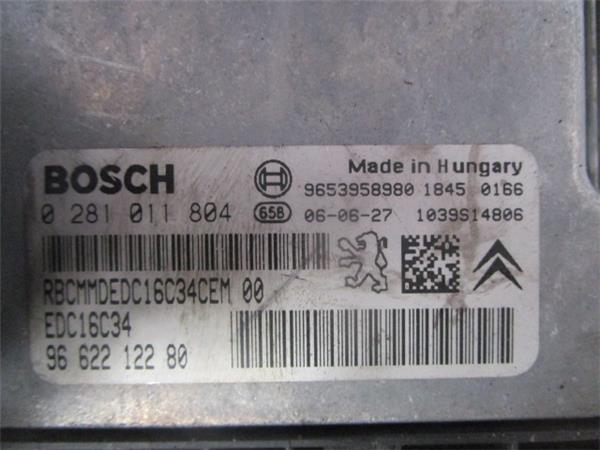 BOSCH
Made in Hungary
9653958980 1845 0166
0 281 011 804 658 06-06-27 1039S14806
RBCMMDEDC16C34CEM 00
EDC16C34
96 622 122 80